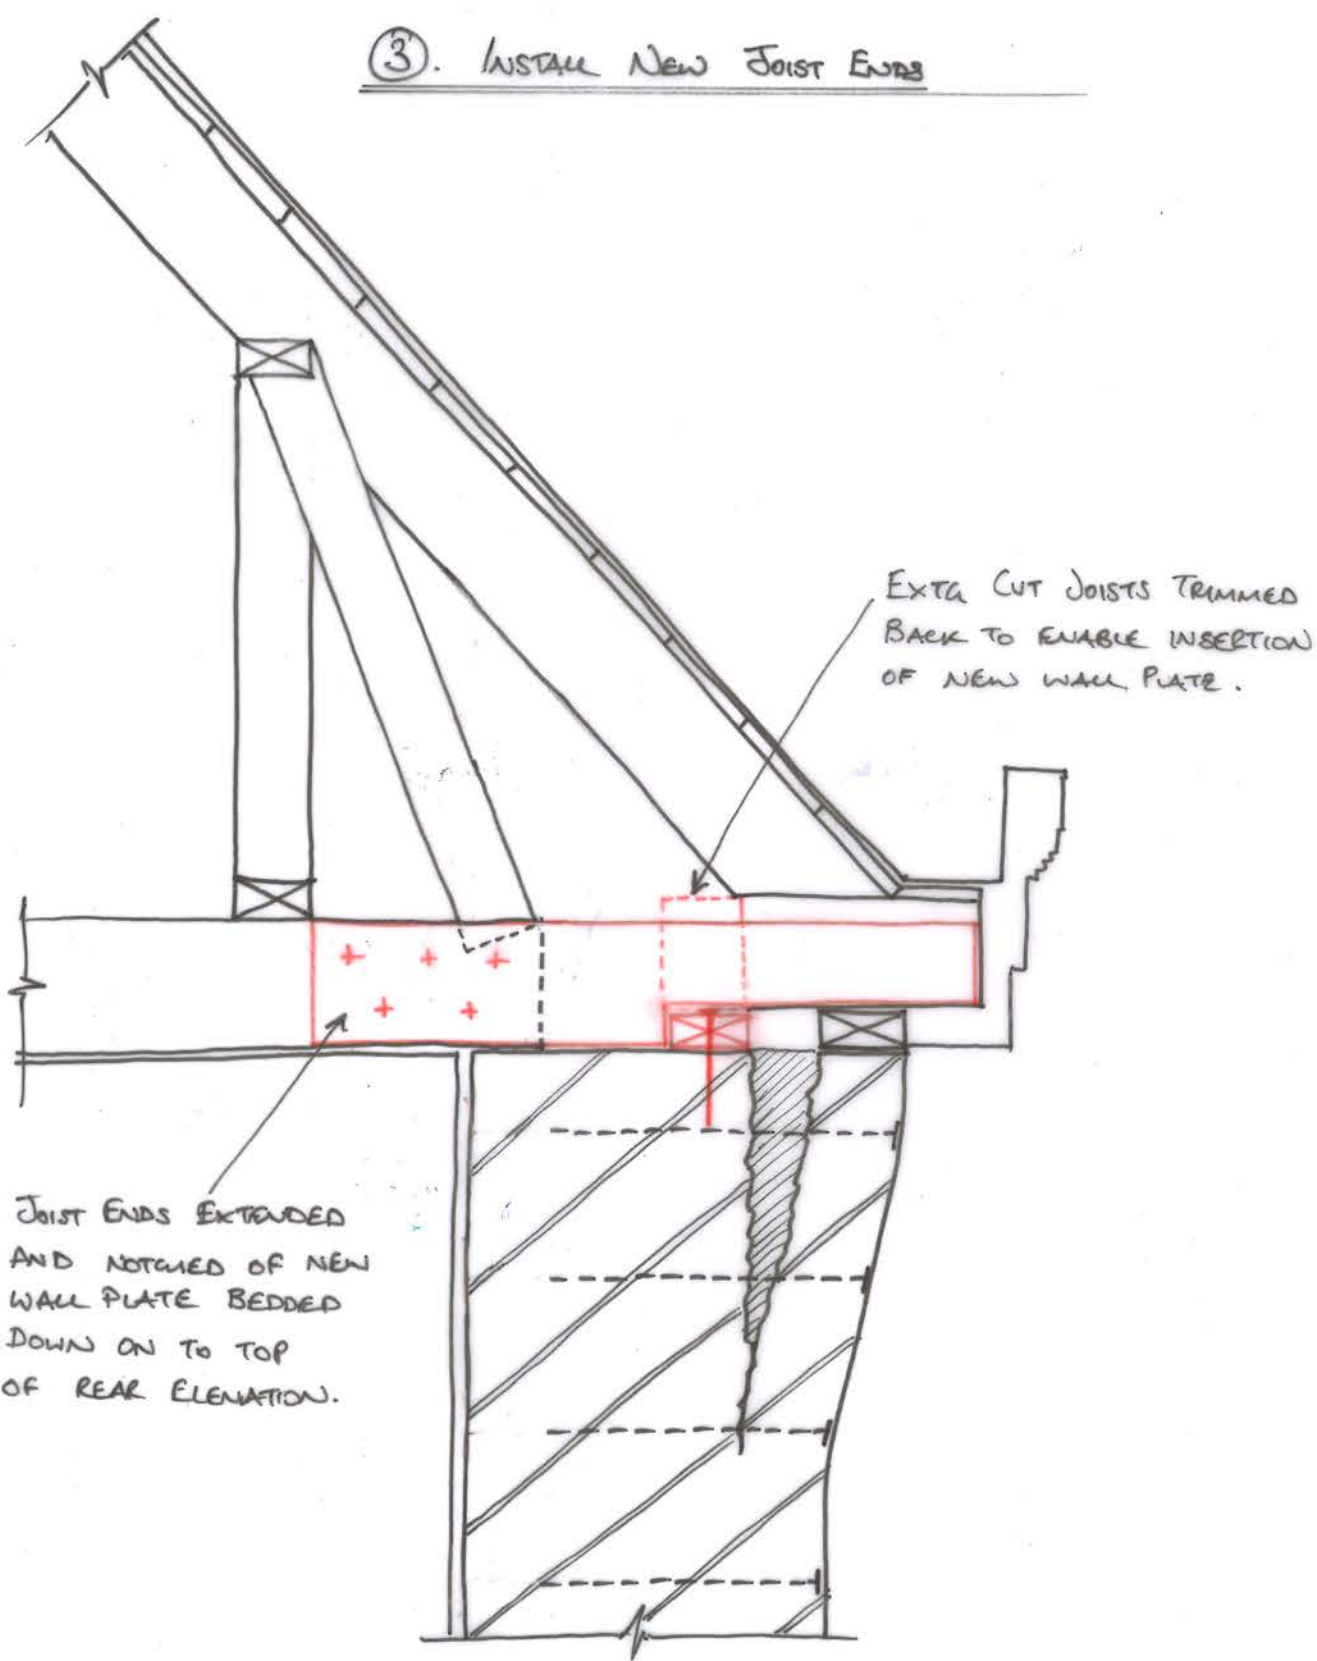 3. INSTALL NEW JOIST ENDS
EXTG CUT JOISTS TRIMMED
BACK TO ENABLE INSERTION
OF NEW WALL PLATE.
JOIST ENDS EXTENDED
AND NOTCHED OF NEW
WALL PLATE BEDDED
DOWN ON TO TOP
OF REAR ELEVATION.